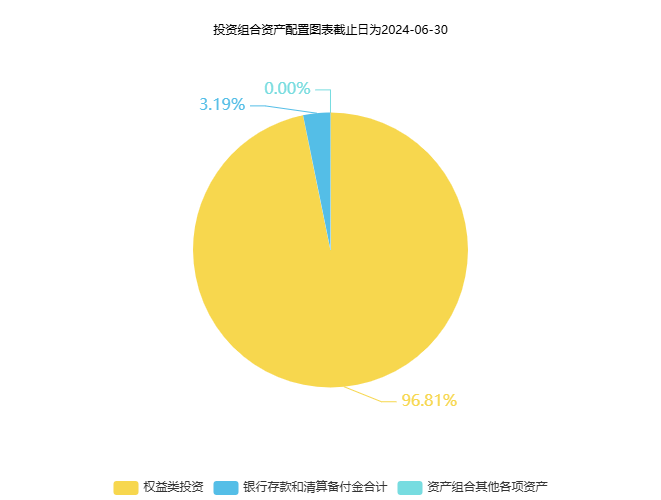 投资组合资产配置图表截止日为2024-06-30
0.00%
3.19%
96.81%
权益类投资 银行存款和清算备付金合计 资产组合其他各项资产